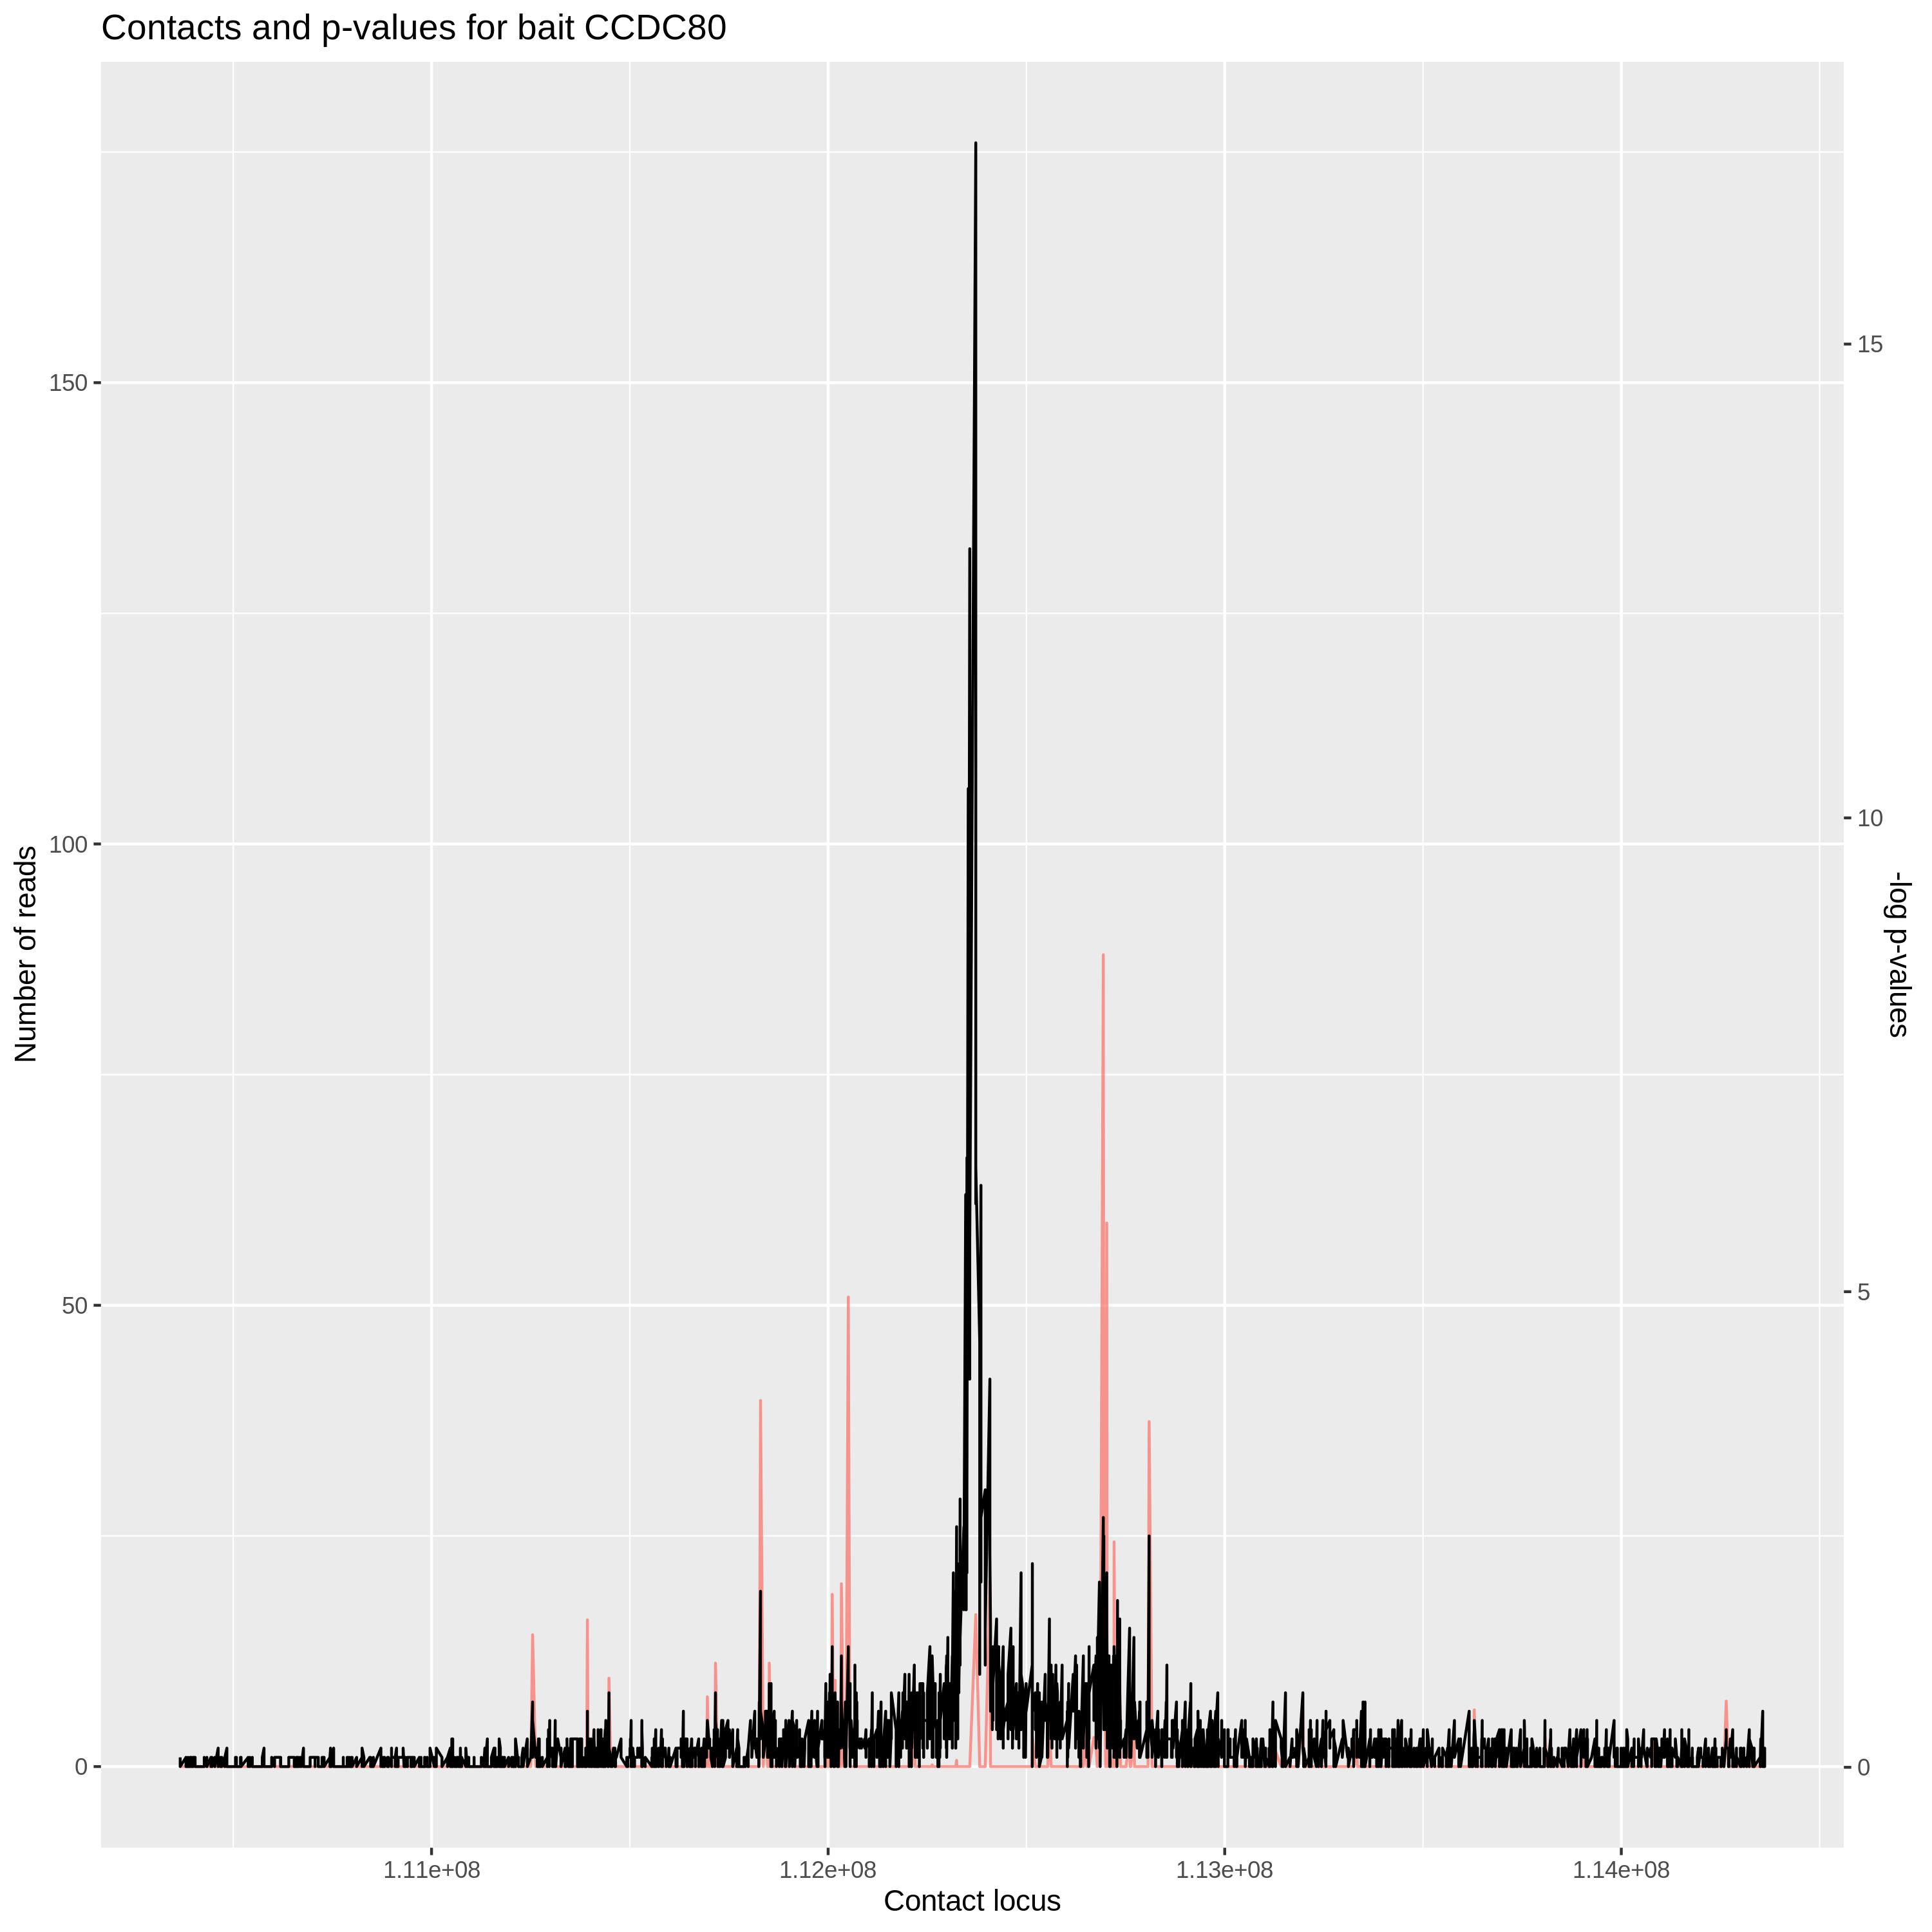 Contacts and p-values for bait CCDC80
150
100
50
0
Number of reads
15
10
5
0
-log p-values
1.11e+08
1.12e+08
1.13e+08
1.14e+08
Contact locus